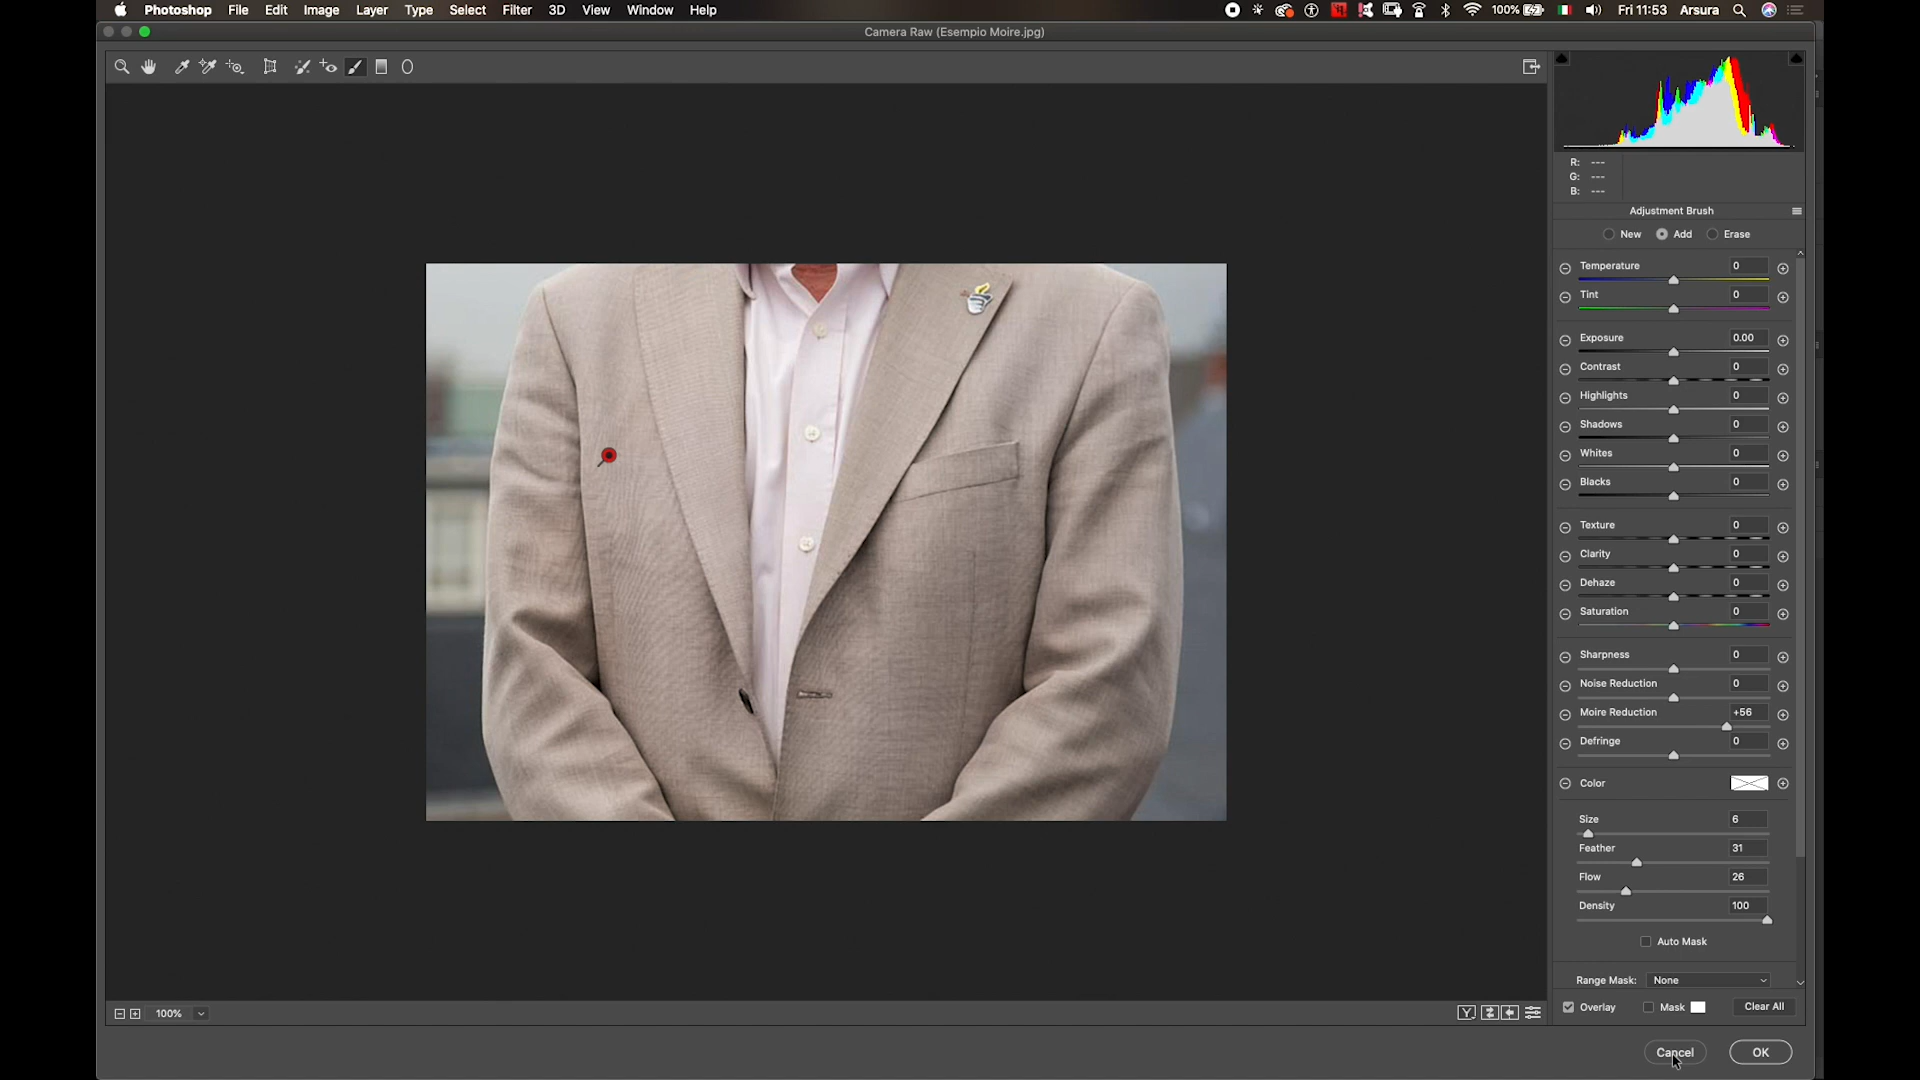 Photoshop File Edit Image Layer Type Select Filter 3D View Window Help 100% Fri 11:53 Arsura
Camera Raw (Esempio Moire.jpg)
R: ---
G: ---
B: ---
Adjustment Brush
New Add Erase
Temperature 0
Tint 0
Exposure 0.00
Contrast 0
Highlights 0
Shadows 0
Whites 0
Blacks 0
Texture 0
Clarity 0
Dehaze 0
Saturation 0
Sharpness 0
Noise Reduction 0
Moire Reduction +56
Defringe 0
Color
Size 6
Feather 31
Flow 26
Density 100
Auto Mask
Range Mask: None
100% Y Overlay Mask Clear All
Cancel OK